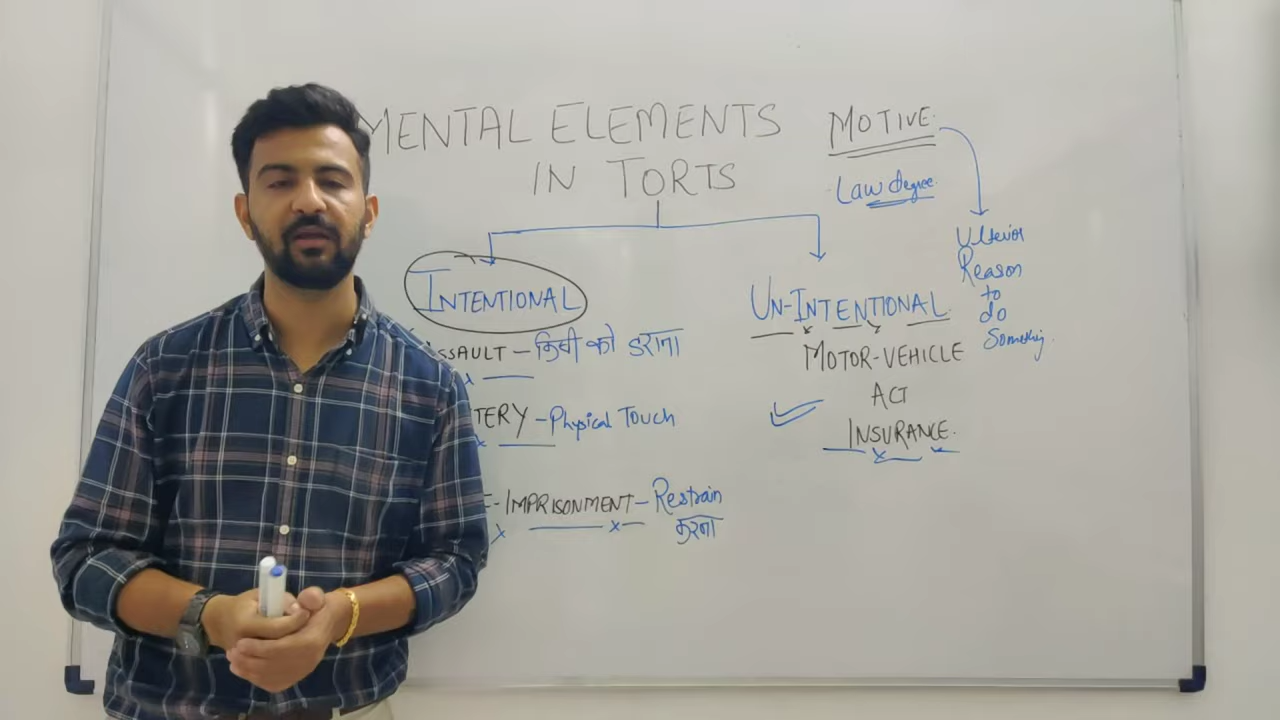 MENTAL ELEMENTS
IN TORTS
MOTIVE
Law degree
Ulterior
Reason
to
do
Something.
INTENTIONAL
SSAULT – किसी को डराना
TERY – Physical Touch
E-IMPRISONMENT – Restrain
करना
UN-INTENTIONAL
MOTOR-VEHICLE
ACT
INSURANCE.